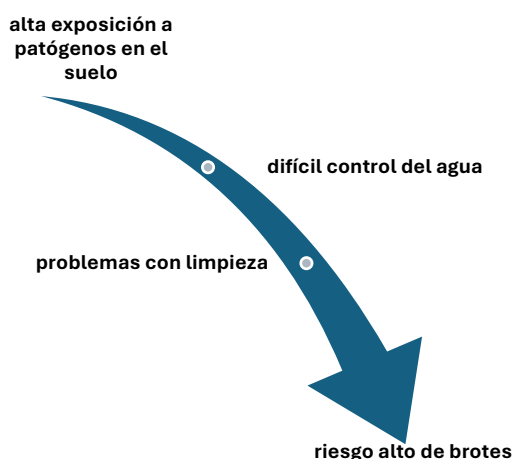 alta exposición a
patógenos en el
suelo
difícil control del agua
problemas con limpieza
riesgo alto de brotes